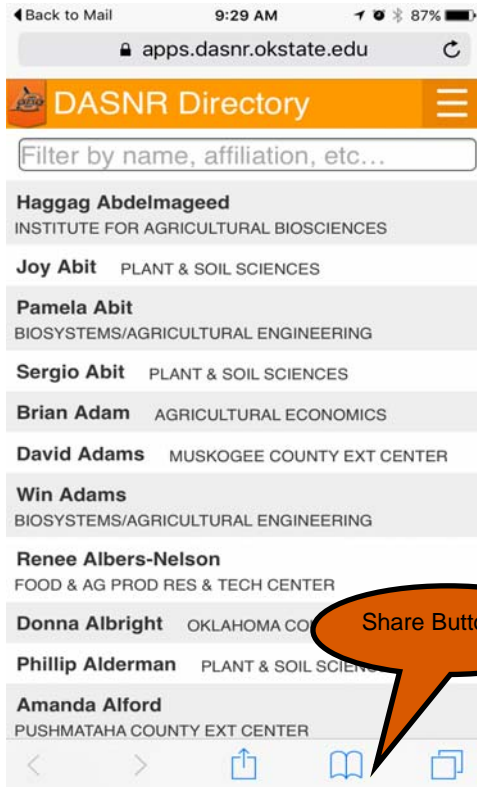 Back to Mail 9:29 AM 87%
apps.dasnr.okstate.edu
DASNR Directory
Filter by name, affiliation, etc...
Haggag Abdelmageed
INSTITUTE FOR AGRICULTURAL BIOSCIENCES
Joy Abit PLANT & SOIL SCIENCES
Pamela Abit
BIOSYSTEMS/AGRICULTURAL ENGINEERING
Sergio Abit PLANT & SOIL SCIENCES
Brian Adam AGRICULTURAL ECONOMICS
David Adams MUSKOGEE COUNTY EXT CENTER
Win Adams
BIOSYSTEMS/AGRICULTURAL ENGINEERING
Renee Albers-Nelson
FOOD & AG PROD RES & TECH CENTER
Donna Albright OKLAHOMA
Share
Phillip Alderman PLANT & SOIL
Amanda Alford
PUSHMATAHA COUNTY EXT CENTER